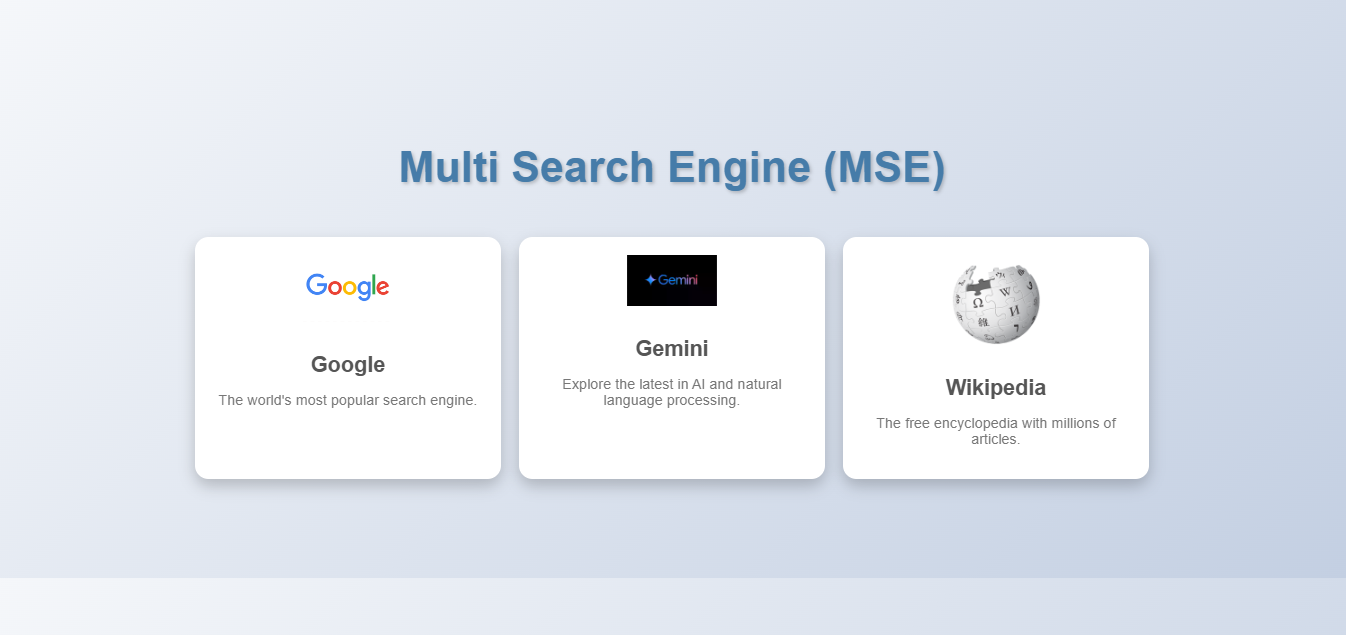 Multi Search Engine (MSE)
Google
Google
The world's most popular search engine.
Gemini
Gemini
Explore the latest in AI and natural
language processing.
Ω
W
И
維
Wikipedia
The free encyclopedia with millions of
articles.